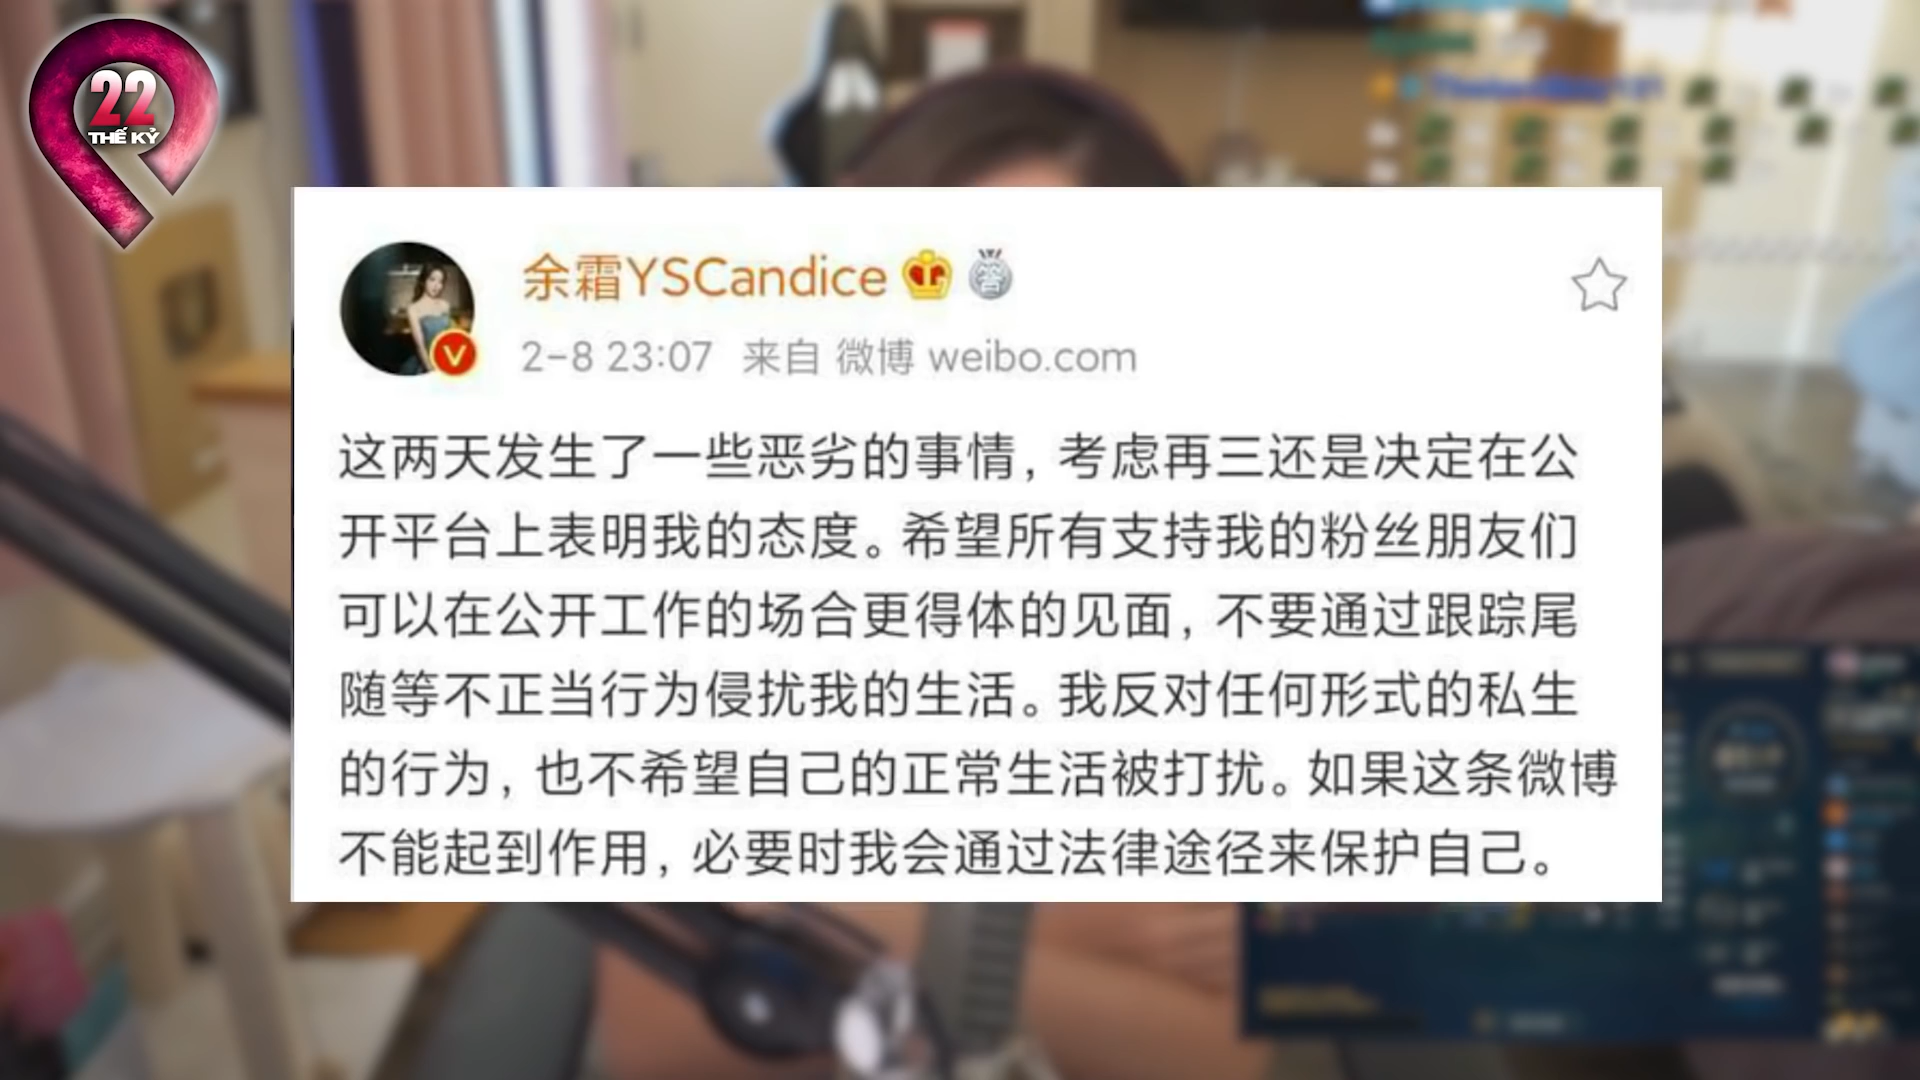 22
THẾ KỶ
余霜YSCandice
2-8 23:07 来自 微博 weibo.com
这两天发生了一些恶劣的事情，考虑再三还是决定在公
开平台上表明我的态度。希望所有支持我的粉丝朋友们
可以在公开工作的场合更得体的见面，不要通过跟踪尾
随等不正当行为侵扰我的生活。我反对任何形式的私生
的行为，也不希望自己的正常生活被打扰。如果这条微博
不能起到作用，必要时我会通过法律途径来保护自己。